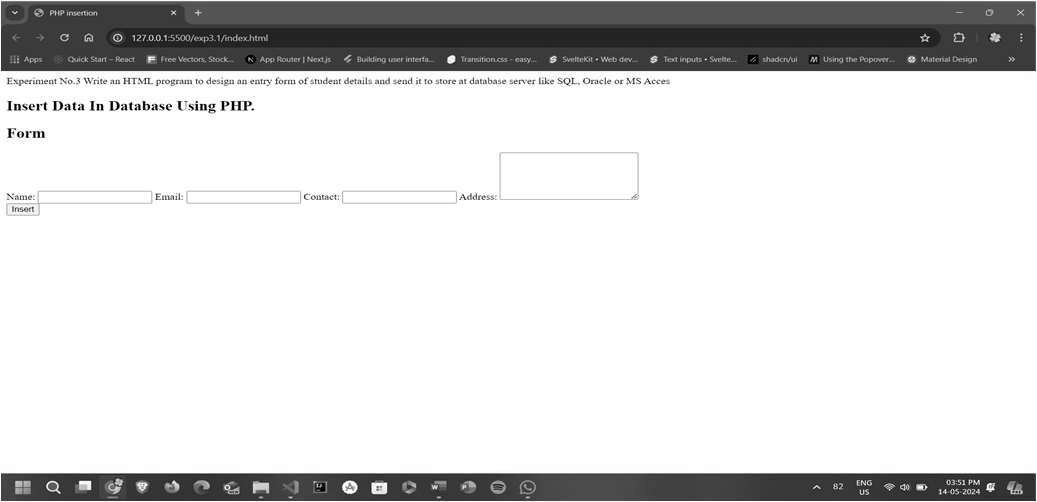 PHP insertion
127.0.0.1:5500/exp3.1/index.html
Apps Quick Start – React Free Vectors, Stock... App Router | Next.js Building user interfa... Transition.css - easy... SvelteKit • Web dev... Text inputs • Svelte... shadcn/ui Using the Popover... Material Design
Experiment No.3 Write an HTML program to design an entry form of student details and send it to store at database server like SQL, Oracle or MS Acces
Insert Data In Database Using PHP.
Form
Name: Email: Contact: Address:
Insert
82 ENG 03:51 PM
US 14-05-2024